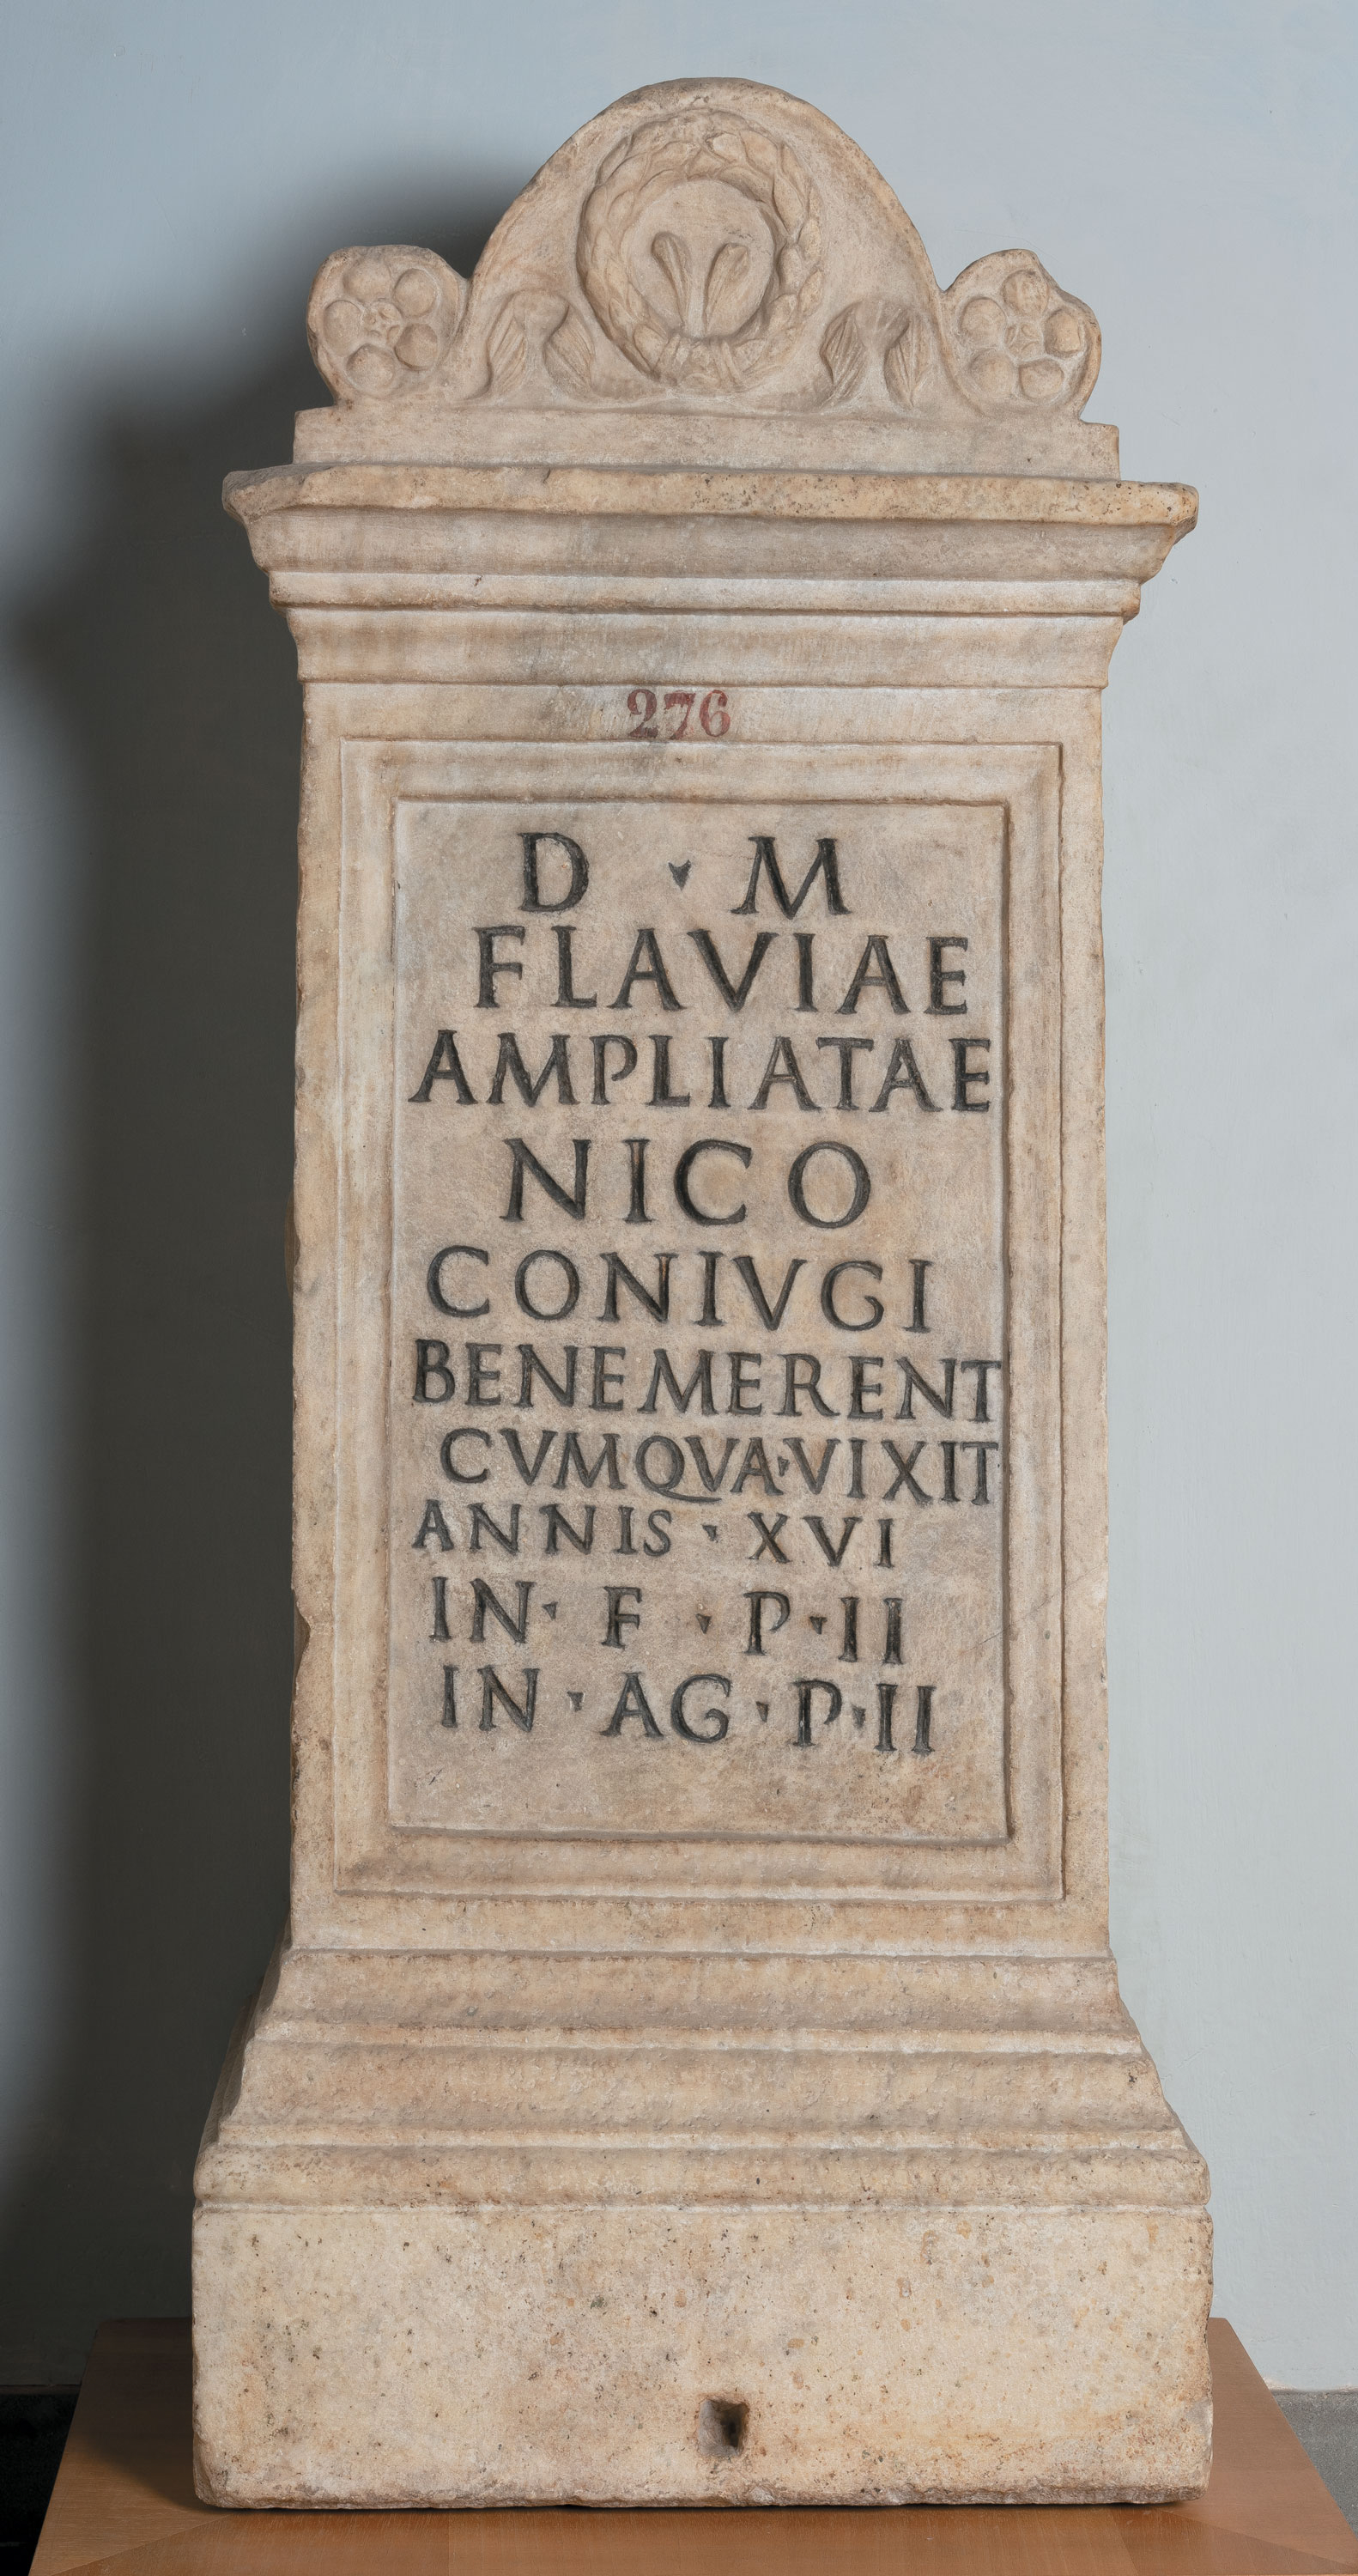 276
D · M
FLAVIAE
AMPLIATAE
NICO
CONIVGI
BENEMERENT
CVMQVA·VIXIT
ANNIS · XVI
IN · F · P · II
IN · AG · P · II